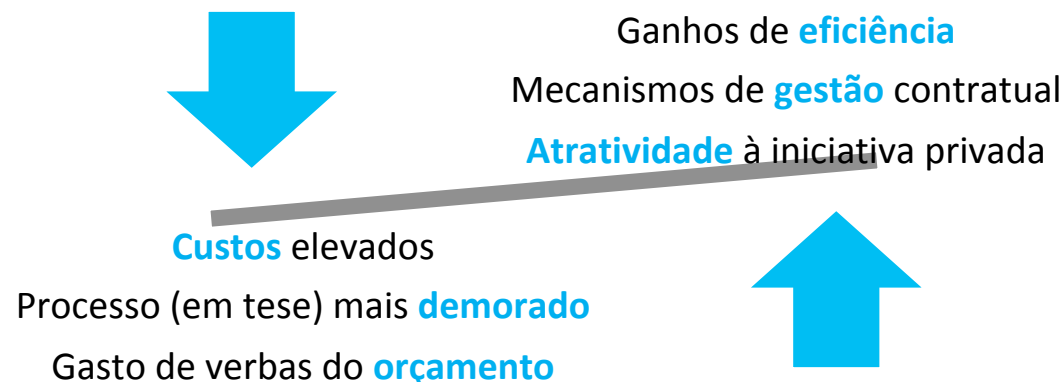 Ganhos de eficiência
Mecanismos de gestão contratual
Atratividade à iniciativa privada
Custos elevados
Processo (em tese) mais demorado
Gasto de verbas do orçamento